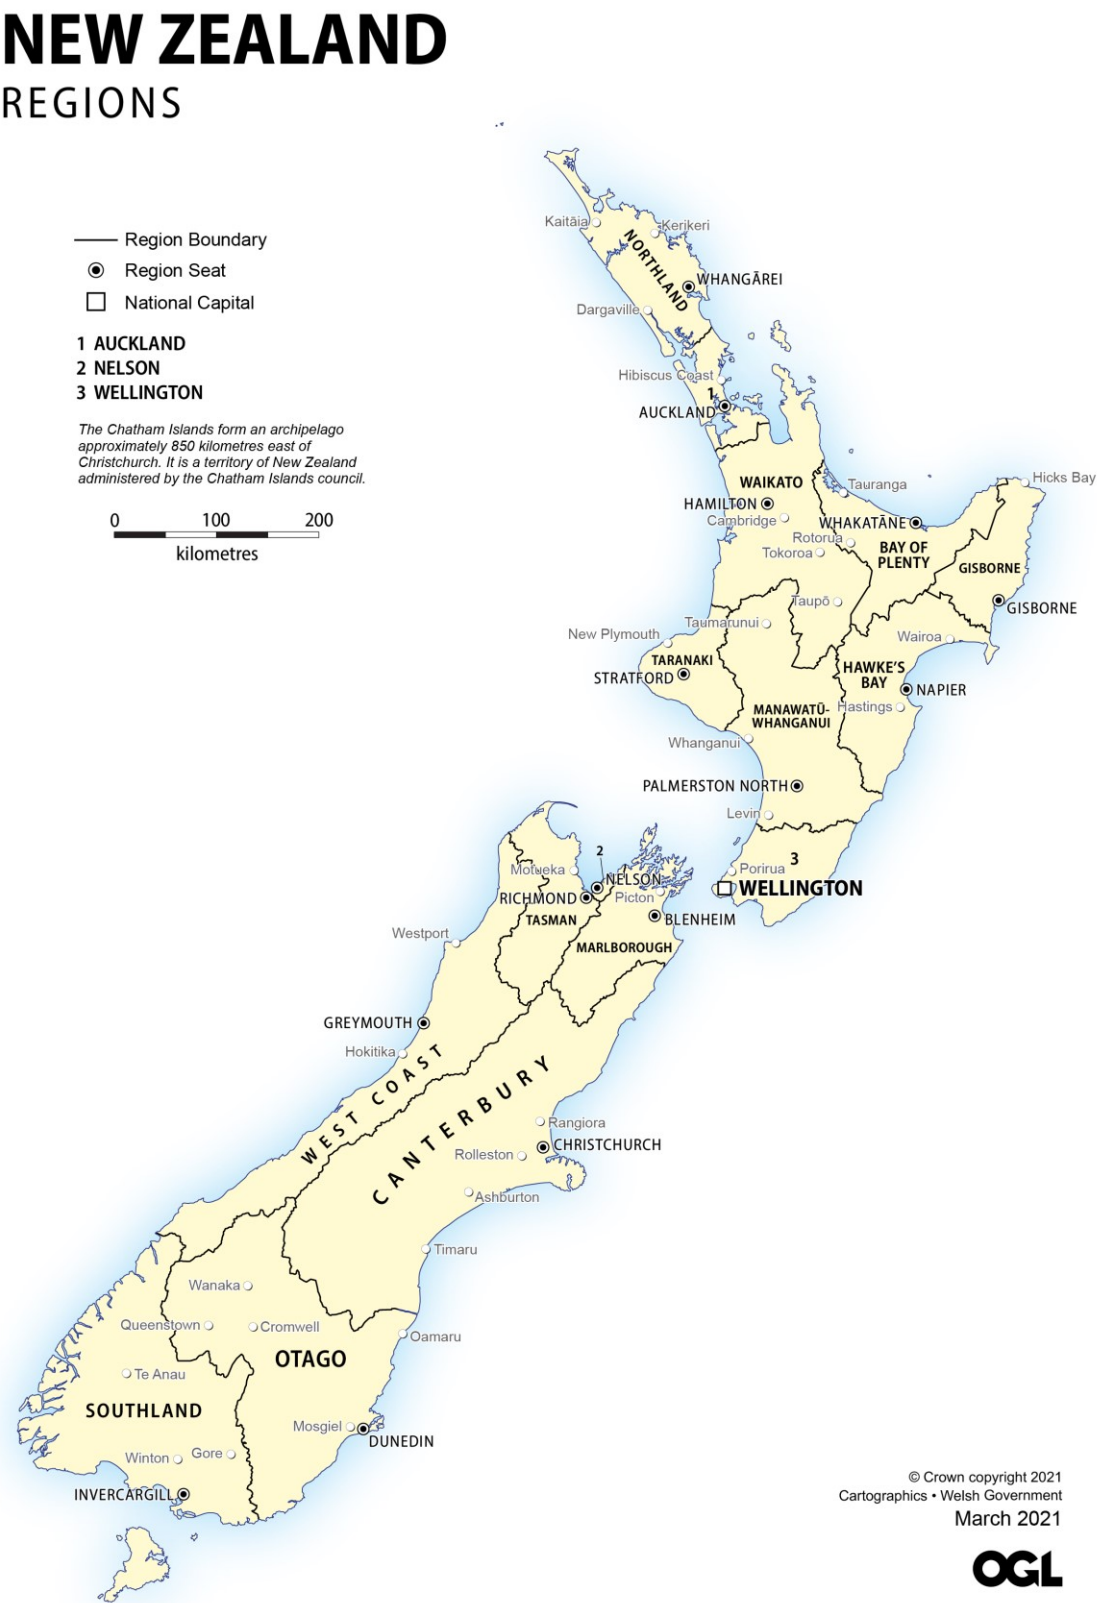 NEW ZEALAND
REGIONS
Region Boundary
Region Seat
National Capital
1 AUCKLAND
2 NELSON
3 WELLINGTON
The Chatham Islands form an archipelago
approximately 850 kilometres east of
Christchurch. It is a territory of New Zealand
administered by the Chatham Islands council.
0 100 200
kilometres
Kaitāia
Kerikeri
NORTHLAND
WHANGĀREI
Dargaville
Hibiscus Coast
1
AUCKLAND
WAIKATO
Tauranga
Hicks Bay
HAMILTON
Cambridge
WHAKATĀNE
Rotorua
Tokoroa
BAY OF
PLENTY
GISBORNE
Taupō
GISBORNE
Taumarunui
New Plymouth
Wairoa
TARANAKI
STRATFORD
HAWKE'S
BAY
NAPIER
Hastings
MANAWATŪ-
WHANGANUI
Whanganui
PALMERSTON NORTH
Levin
2
3
Motueka
NELSON
Porirua
RICHMOND
Picton
WELLINGTON
TASMAN
BLENHEIM
Westport
MARLBOROUGH
GREYMOUTH
Hokitika
WEST COAST
CANTERBURY
Rangiora
CHRISTCHURCH
Rolleston
Ashburton
Timaru
Wanaka
Queenstown
Cromwell
Oamaru
OTAGO
Te Anau
SOUTHLAND
Mosgiel
DUNEDIN
Winton
Gore
INVERCARGILL
© Crown copyright 2021
Cartographics • Welsh Government
March 2021
OGL